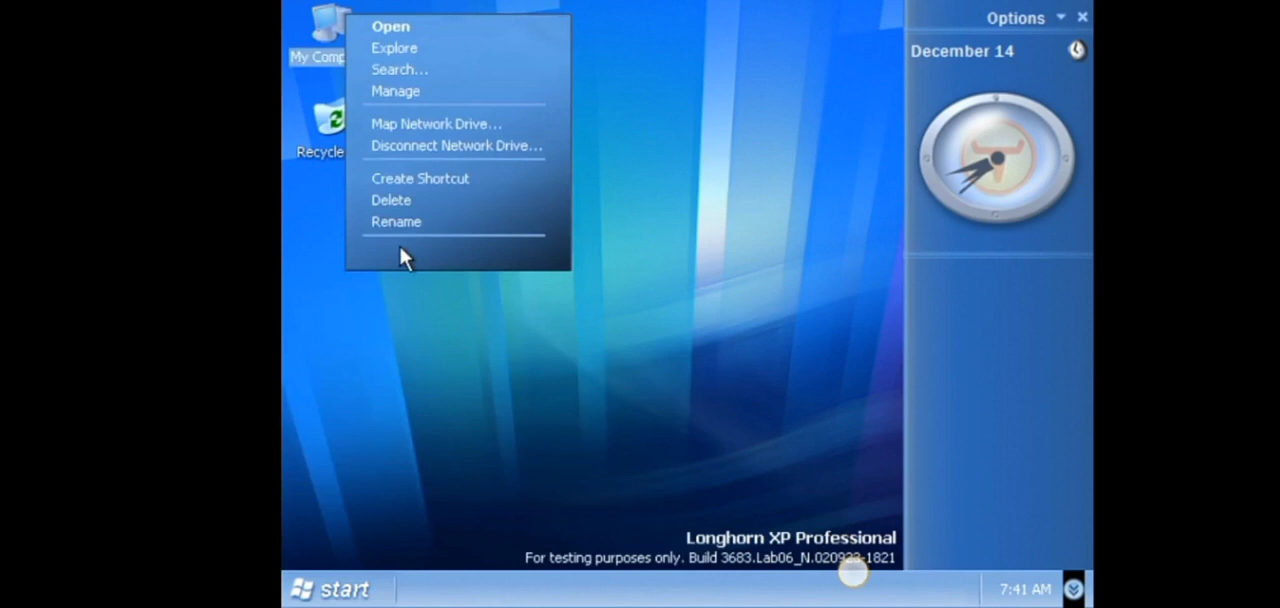 Open
Explore
Search...
Manage
Map Network Drive...
Disconnect Network Drive...
Create Shortcut
Delete
Rename
My Comp
Recycle
Options
December 14
Longhorn XP Professional
For testing purposes only. Build 3683.Lab06_N.020923-1821
start
7:41 AM